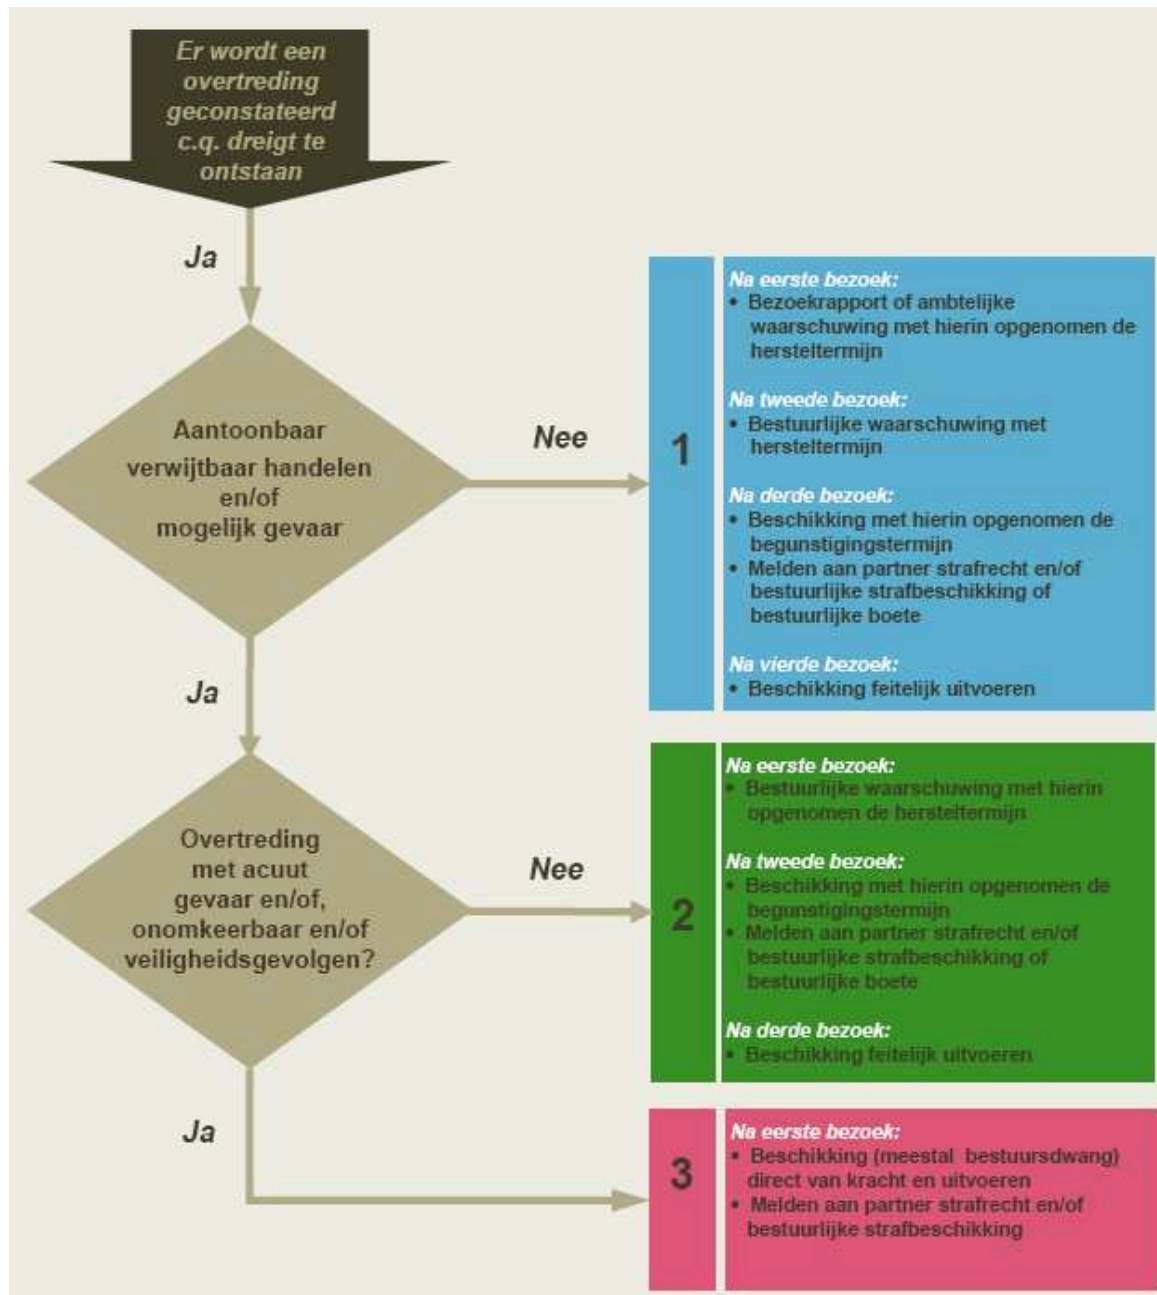 Er wordt een
overtreding
geconstateerd
c.q. dreigt te
ontstaan
Ja
Aantoonbaar
verwijtbaar handelen
en/of
mogelijk gevaar
Nee
1
Na eerste bezoek:
• Bezoekrapport of ambtelijke
waarschuwing met hierin opgenomen de
hersteltermijn
Na tweede bezoek:
• Bestuurlijke waarschuwing met
hersteltermijn
Na derde bezoek:
• Beschikking met hierin opgenomen de
begunstigingstermijn
• Melden aan partner strafrecht en/of
bestuurlijke strafbeschikking of
bestuurlijke boete
Na vierde bezoek:
• Beschikking feitelijk uitvoeren
Ja
Overtreding
met acuut
gevaar en/of,
onomkeerbaar en/of
veiligheidsgevolgen?
Nee
2
Na eerste bezoek:
• Bestuurlijke waarschuwing met hierin
opgenomen de hersteltermijn
Na tweede bezoek:
• Beschikking met hierin opgenomen de
begunstigingstermijn
• Melden aan partner strafrecht en/of
bestuurlijke strafbeschikking of
bestuurlijke boete
Na derde bezoek:
• Beschikking feitelijk uitvoeren
Ja
3
Na eerste bezoek:
• Beschikking (meestal bestuursdwang)
direct van kracht en uitvoeren
• Melden aan partner strafrecht en/of
bestuurlijke strafbeschikking